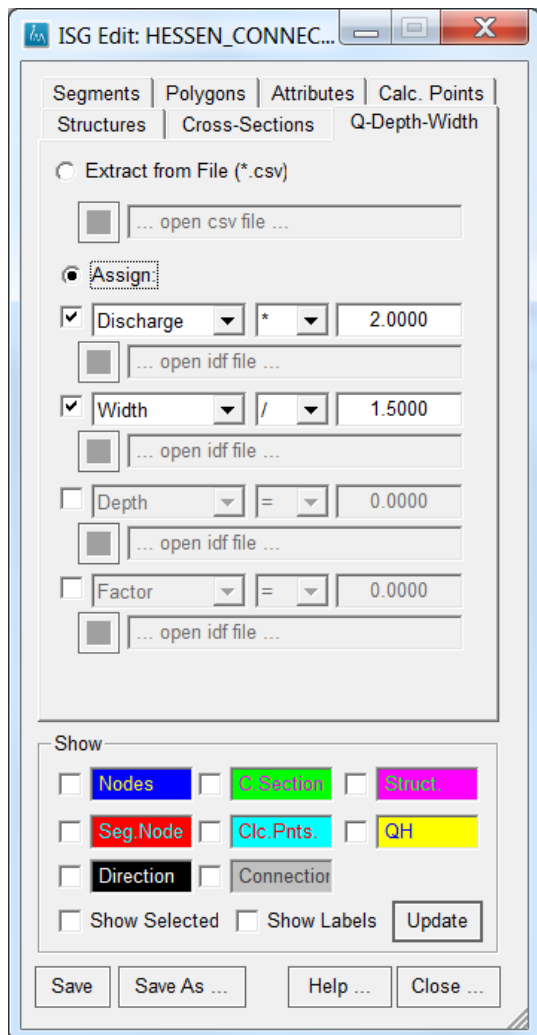 ISG Edit: HESSEN_CONNEC...
Segments Polygons Attributes Calc. Points
Structures Cross-Sections Q-Depth-Width
Extract from File (*.csv)
... open csv file ...
Assign:
Discharge * 2.0000
... open idf file ...
Width / 1.5000
... open idf file ...
Depth = 0.0000
... open idf file ...
Factor = 0.0000
... open idf file ...
Show
Nodes C.Section Struct.
Seg.Node Clc.Pnts. QH
Direction Connection
Show Selected Show Labels Update
Save Save As ... Help ... Close ...